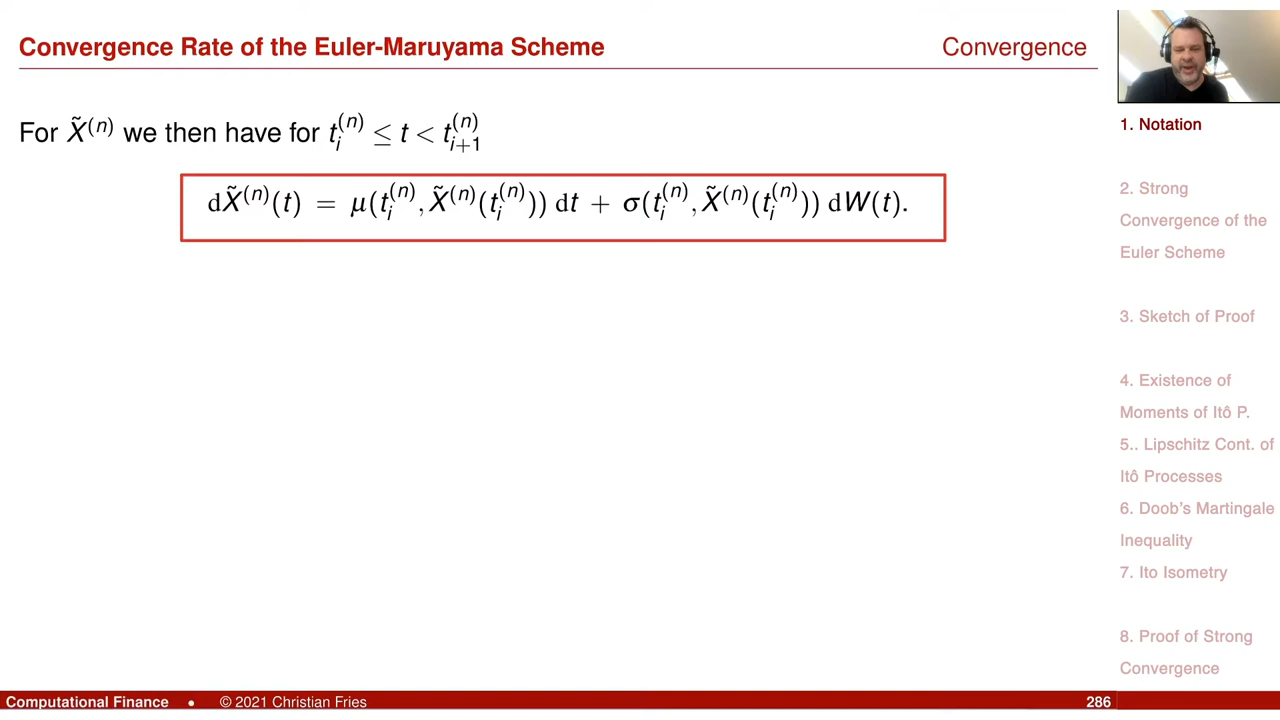 Convergence Rate of the Euler-Maruyama Scheme
Convergence
For X̃⁽ⁿ⁾ we then have for t_i^{(n)} ≤ t < t_{i+1}^{(n)}
dX̃⁽ⁿ⁾(t) = μ(t_i^{(n)}, X̃⁽ⁿ⁾(t_i^{(n)})) dt + σ(t_i^{(n)}, X̃⁽ⁿ⁾(t_i^{(n)})) dW(t).
1. Notation
2. Strong
Convergence of the
Euler Scheme
3. Sketch of Proof
4. Existence of
Moments of Itô P.
5.. Lipschitz Cont. of
Itô Processes
6. Doob's Martingale
Inequality
7. Ito Isometry
8. Proof of Strong
Convergence
Computational Finance • © 2021 Christian Fries
286